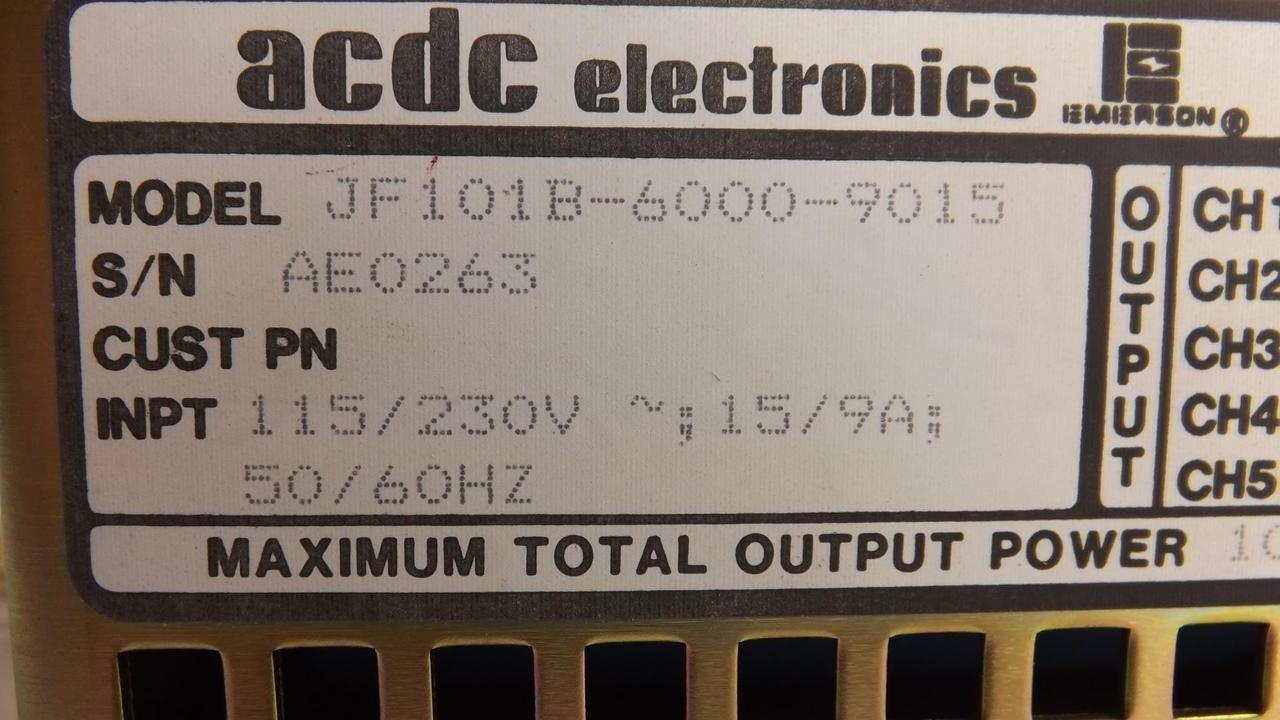 acdc electronics EMERSON®
MODEL JF101B-6000-9015
S/N AE0263
CUST PN
INPT 115/230V ~; 15/9A;
50/60HZ
OUTPUT
CH1
CH2
CH3
CH4
CH5
MAXIMUM TOTAL OUTPUT POWER